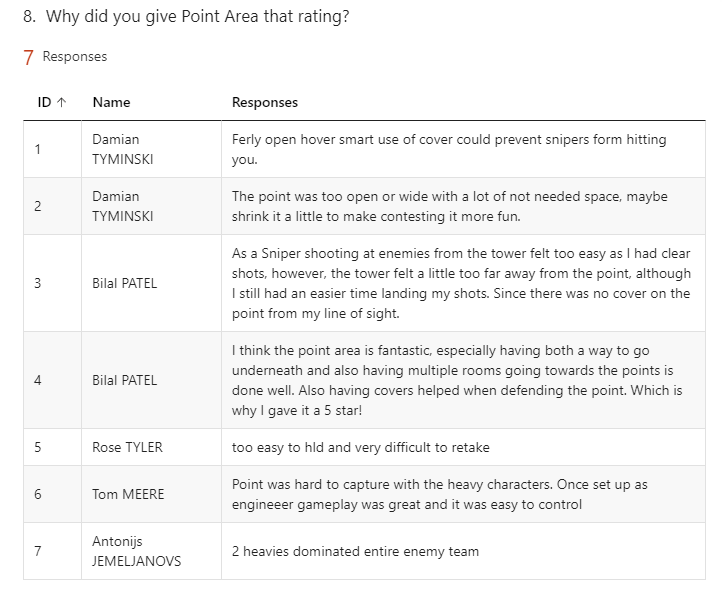 8. Why did you give Point Area that rating?
7 Responses
ID ↑ Name Responses
1 Damian TYMINSKI Ferly open hover smart use of cover could prevent snipers form hitting
you.
2 Damian TYMINSKI The point was too open or wide with a lot of not needed space, maybe
shrink it a little to make contesting it more fun.
3 Bilal PATEL As a Sniper shooting at enemies from the tower felt too easy as I had clear
shots, however, the tower felt a little too far away from the point, although
I still had an easier time landing my shots. Since there was no cover on the
point from my line of sight.
4 Bilal PATEL I think the point area is fantastic, especially having both a way to go
underneath and also having multiple rooms going towards the points is
done well. Also having covers helped when defending the point. Which is
why I gave it a 5 star!
5 Rose TYLER too easy to hld and very difficult to retake
6 Tom MEERE Point was hard to capture with the heavy characters. Once set up as
engineeer gameplay was great and it was easy to control
7 Antonijs JEMELJANOVS 2 heavies dominated entire enemy team